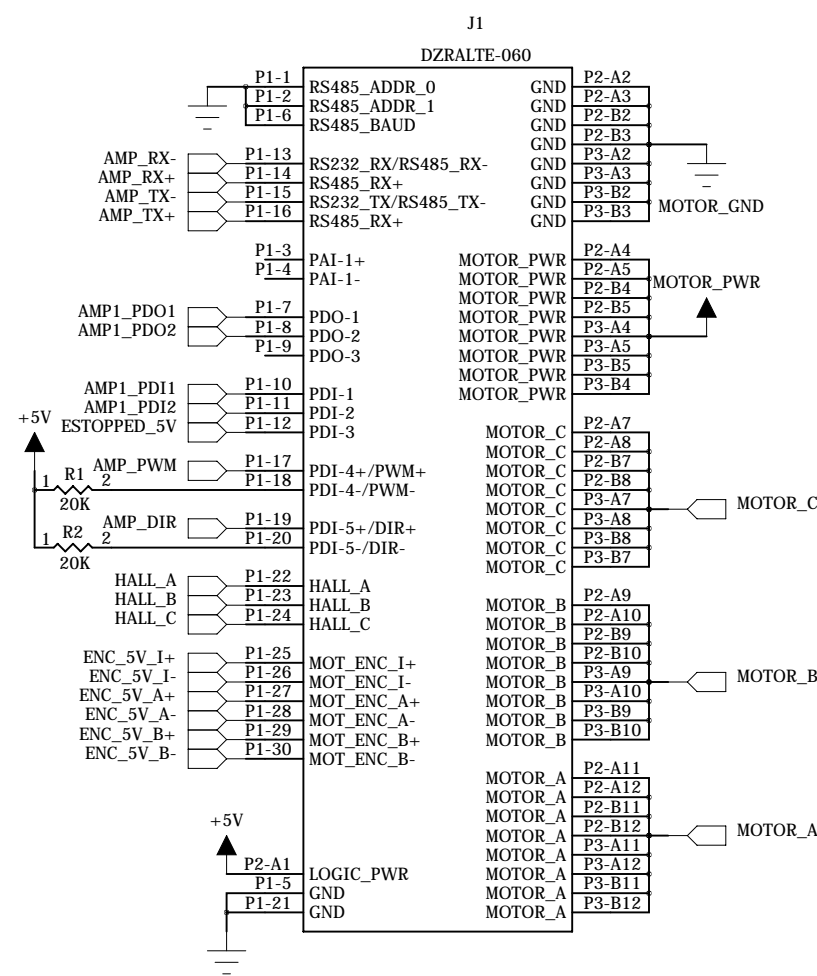 J1
DZRALTE-060
P1-1 RS485_ADDR_0
P1-2 RS485_ADDR_1
P1-6 RS485_BAUD
AMP_RX- P1-13 RS232_RX/RS485_RX-
AMP_RX+ P1-14 RS485_RX+
AMP_TX- P1-15 RS232_TX/RS485_TX-
AMP_TX+ P1-16 RS485_RX+
P1-3 PAI-1+
P1-4 PAI-1-
AMP1_PDO1 P1-7 PDO-1
AMP1_PDO2 P1-8 PDO-2
P1-9 PDO-3
AMP1_PDI1 P1-10 PDI-1
AMP1_PDI2 P1-11 PDI-2
ESTOPPED_5V P1-12 PDI-3
+5V
AMP_PWM P1-17 PDI-4+/PWM+
1 R1 2 P1-18 PDI-4-/PWM-
20K
AMP_DIR P1-19 PDI-5+/DIR+
1 R2 2 P1-20 PDI-5-/DIR-
20K
HALL_A P1-22 HALL_A
HALL_B P1-23 HALL_B
HALL_C P1-24 HALL_C
ENC_5V_I+ P1-25 MOT_ENC_I+
ENC_5V_I- P1-26 MOT_ENC_I-
ENC_5V_A+ P1-27 MOT_ENC_A+
ENC_5V_A- P1-28 MOT_ENC_A-
ENC_5V_B+ P1-29 MOT_ENC_B+
ENC_5V_B- P1-30 MOT_ENC_B-
+5V
P2-A1 LOGIC_PWR
P1-5 GND
P1-21 GND
GND P2-A2
GND P2-A3
GND P2-B2
GND P2-B3
GND P3-A2
GND P3-A3
GND P3-B2
GND P3-B3
MOTOR_GND
MOTOR_PWR P2-A4
MOTOR_PWR P2-A5
MOTOR_PWR P2-B4
MOTOR_PWR P2-B5
MOTOR_PWR P3-A4
MOTOR_PWR P3-A5
MOTOR_PWR P3-B5
MOTOR_PWR P3-B4
MOTOR_PWR
MOTOR_C P2-A7
MOTOR_C P2-A8
MOTOR_C P2-B7
MOTOR_C P2-B8
MOTOR_C P3-A7
MOTOR_C P3-A8
MOTOR_C P3-B8
MOTOR_C P3-B7
MOTOR_C
MOTOR_B P2-A9
MOTOR_B P2-A10
MOTOR_B P2-B9
MOTOR_B P2-B10
MOTOR_B P3-A9
MOTOR_B P3-A10
MOTOR_B P3-B9
MOTOR_B P3-B10
MOTOR_B
MOTOR_A P2-A11
MOTOR_A P2-A12
MOTOR_A P2-B11
MOTOR_A P2-B12
MOTOR_A P3-A11
MOTOR_A P3-A12
MOTOR_A P3-B11
MOTOR_A P3-B12
MOTOR_A